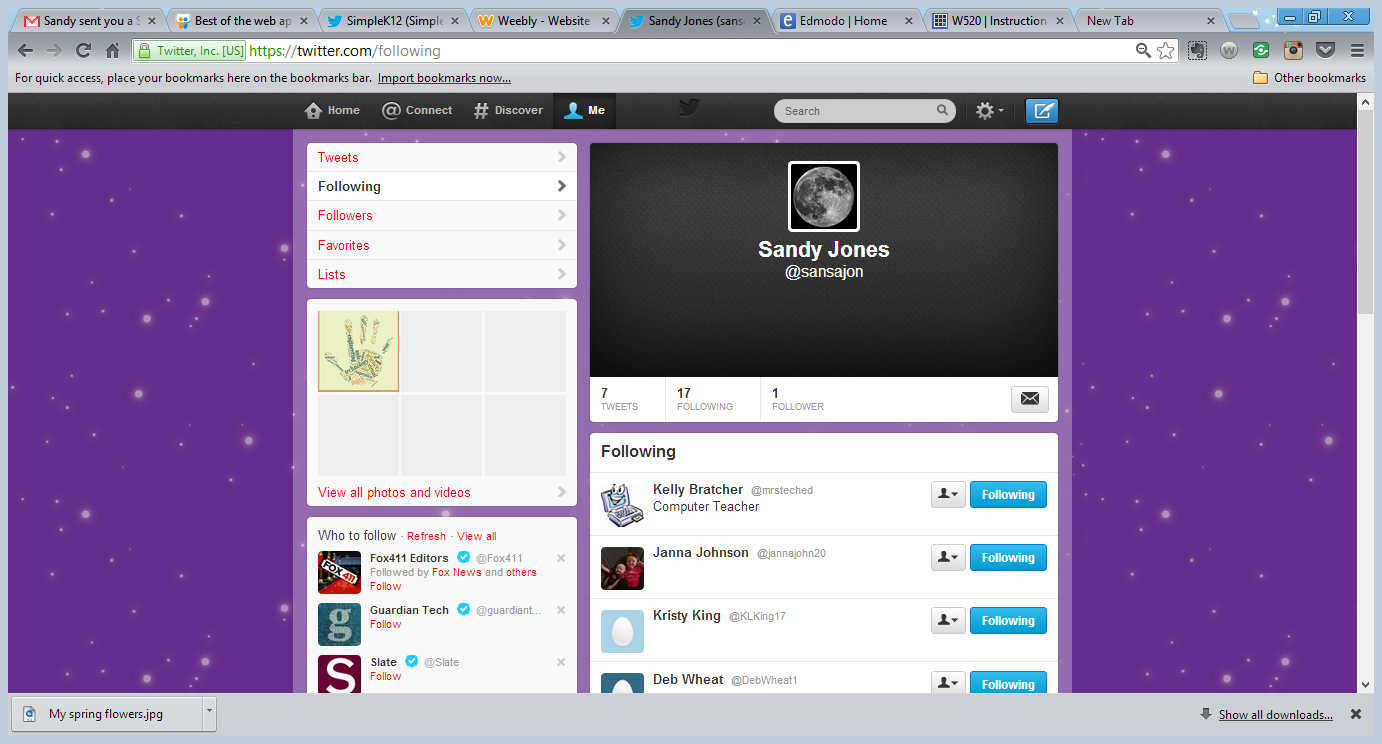 Sandy sent you a S
Best of the web ap
SimpleK12 (Simple
Weebly - Website
Sandy Jones (sansa
Edmodo | Home
W520 | Instruction
New Tab
Twitter, Inc. [US] https://twitter.com/following
For quick access, place your bookmarks here on the bookmarks bar. Import bookmarks now...
Other bookmarks
Home
Connect
Discover
Me
Search
Tweets
Following
Followers
Favorites
Lists
View all photos and videos
Who to follow · Refresh · View all
Fox411 Editors @Fox411
Followed by Fox News and others
Follow
FOX 411
Guardian Tech @guardiant...
Follow
g
Slate @Slate
Follow
S
Sandy Jones
@sansajon
7 TWEETS
17 FOLLOWING
1 FOLLOWER
Following
Kelly Bratcher @mrsteched
Computer Teacher
Following
Janna Johnson @jannajohn20
Following
Kristy King @KLKing17
Following
Deb Wheat @DebWheat1
Following
My spring flowers.jpg
Show all downloads...